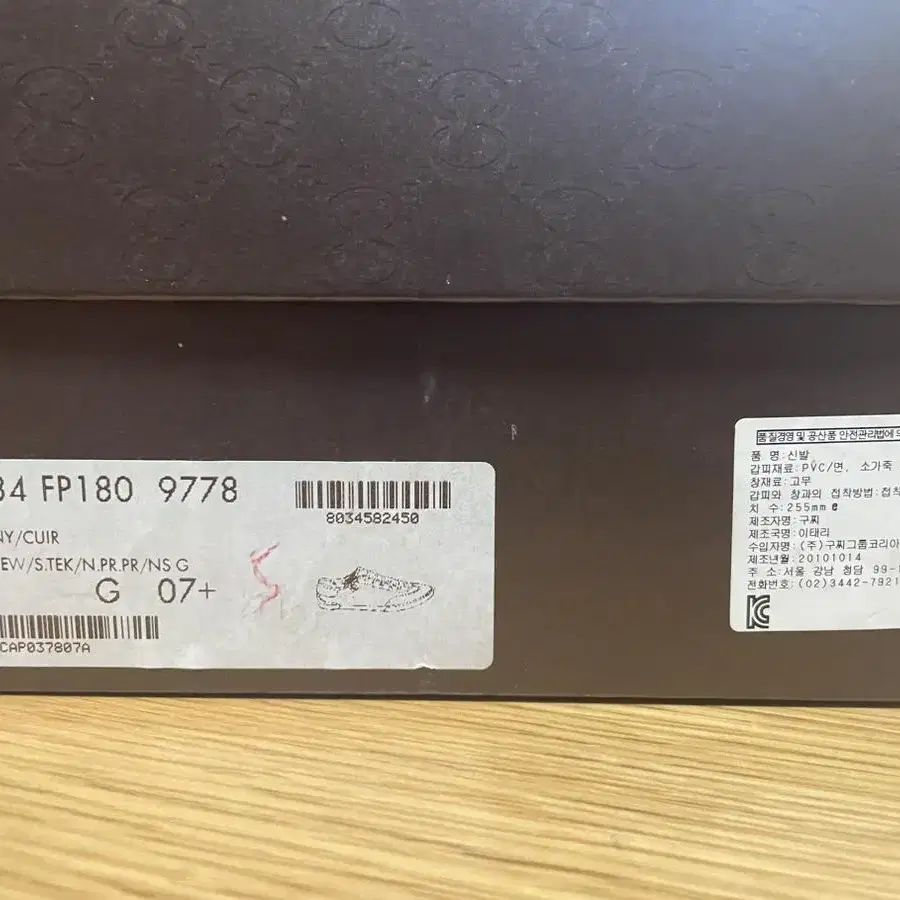 34 FP180 9778
8034582450
NY/CUIR
EW/S.TEK/N.PR.PR/NS G
G 07+
CAP037807A
품질경영 및 공산품 안전관리법에
품 명:신발
갑피재료:PVC/면, 소가죽
창재료:고무
갑피와 창과의 접착방법:접착
치 수:255mm e
제조자명:구찌
제조국명:이태리
수입자명:(주)구찌그룹코리아
제조년월:20101014
주 소:서울 강남 청담 99-
전화번호:(02)3442-7921